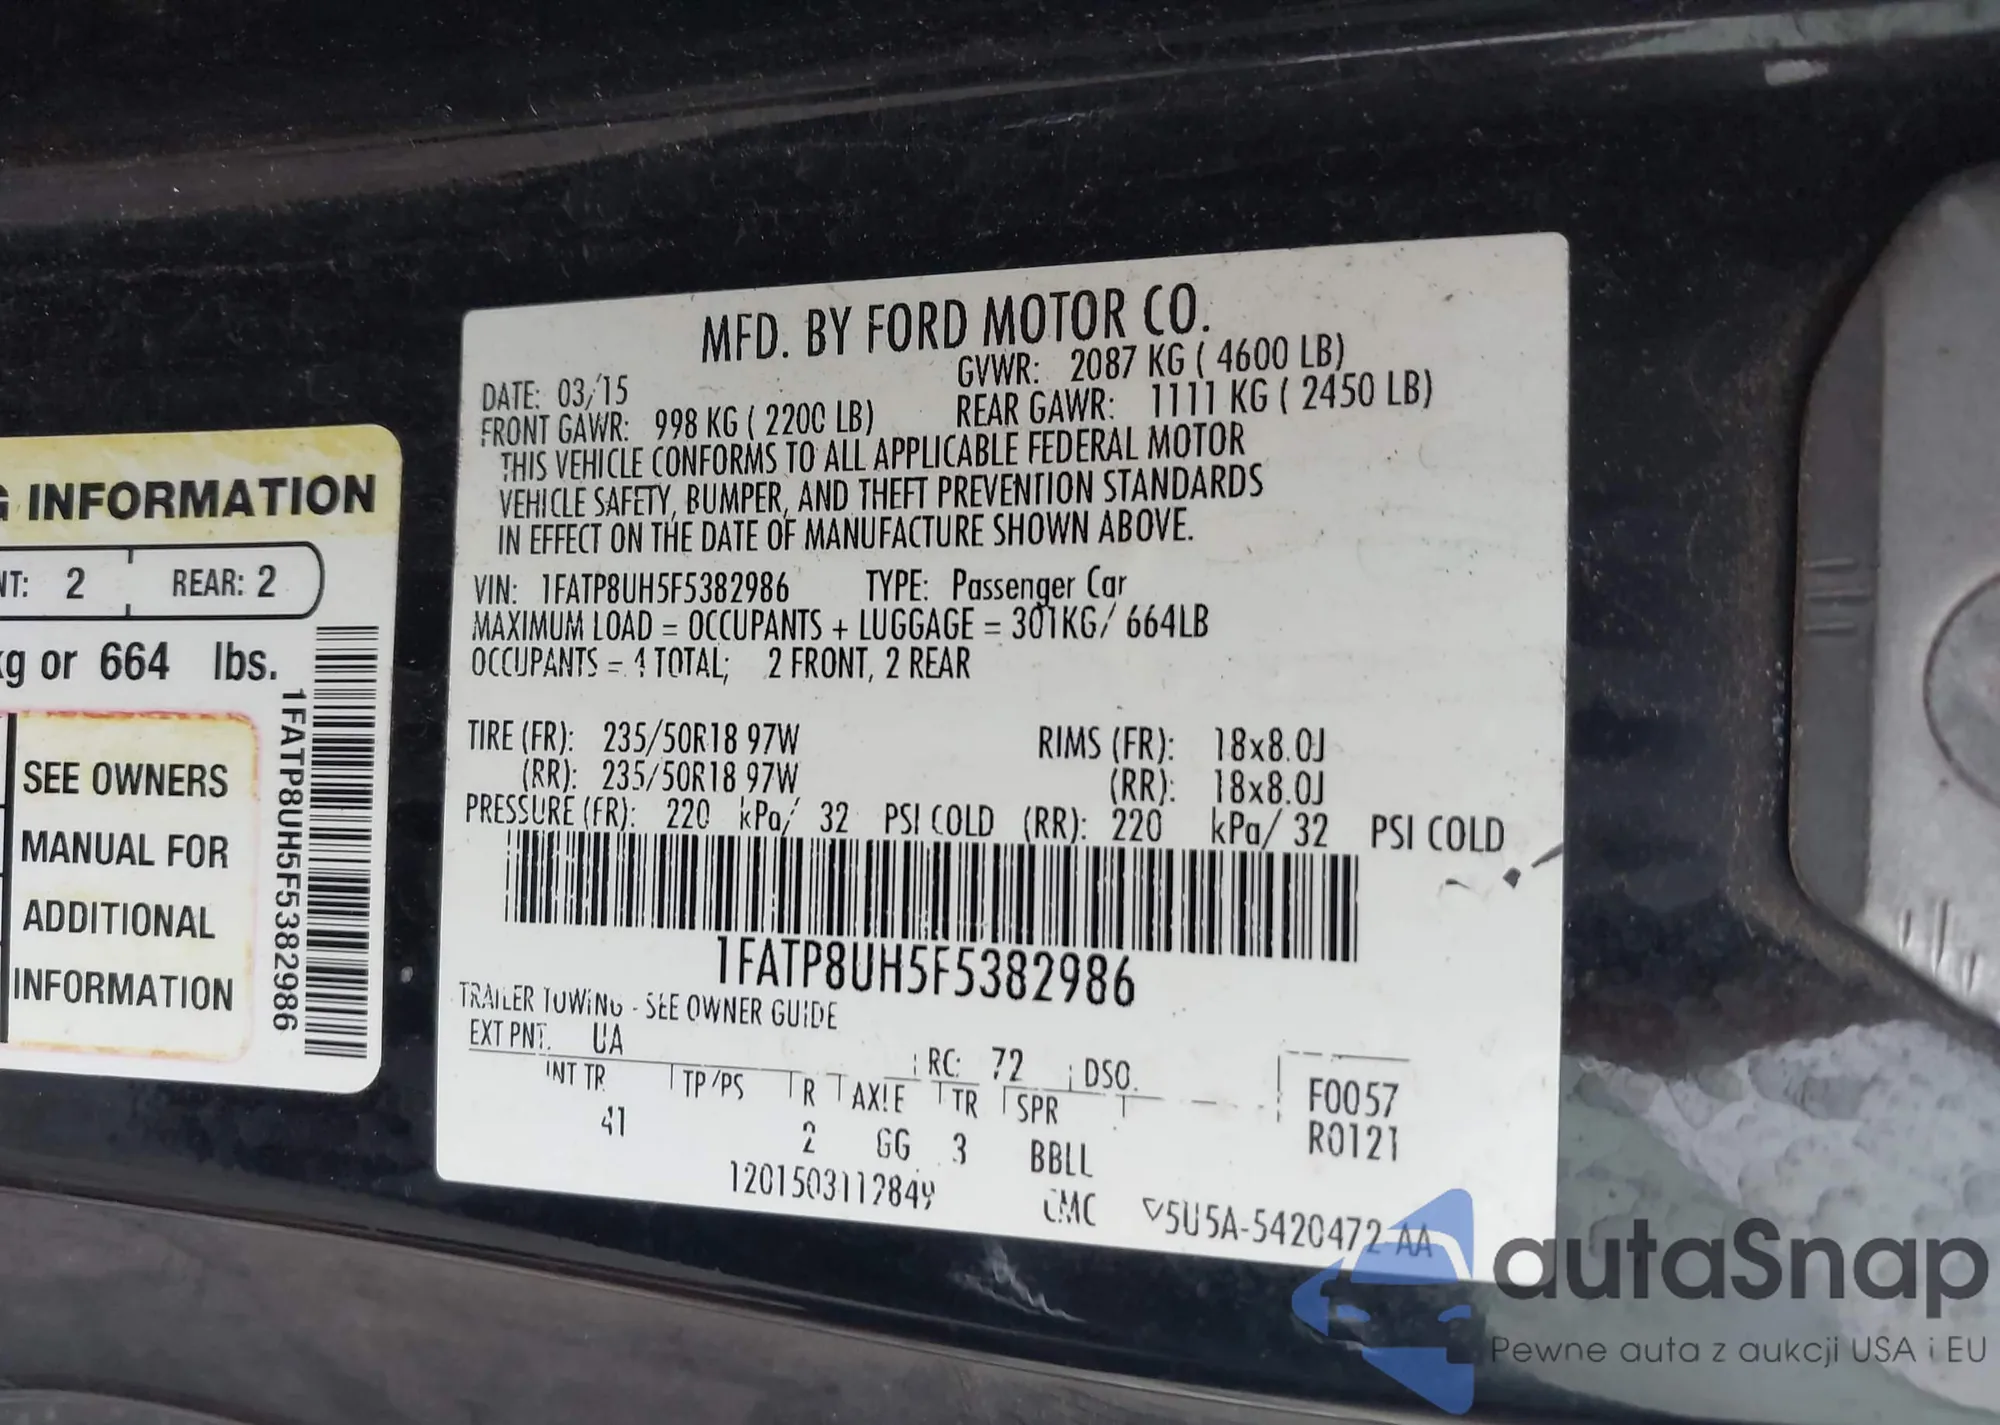 G INFORMATION
NT: 2 REAR: 2
kg or 664 lbs.
SEE OWNERS
MANUAL FOR
ADDITIONAL
INFORMATION
1FATP8UH5F5382986
MFD. BY FORD MOTOR CO.
DATE: 03/15 GVWR: 2087 KG ( 4600 LB)
FRONT GAWR: 998 KG ( 2200 LB) REAR GAWR: 1111 KG ( 2450 LB)
THIS VEHICLE CONFORMS TO ALL APPLICABLE FEDERAL MOTOR
VEHICLE SAFETY, BUMPER, AND THEFT PREVENTION STANDARDS
IN EFFECT ON THE DATE OF MANUFACTURE SHOWN ABOVE.
VIN: 1FATP8UH5F5382986 TYPE: Passenger Car
MAXIMUM LOAD = OCCUPANTS + LUGGAGE = 301KG/ 664LB
OCCUPANTS = 4 TOTAL; 2 FRONT, 2 REAR
TIRE (FR): 235/50R18 97W RIMS (FR): 18x8.0J
(RR): 235/50R18 97W (RR): 18x8.0J
PRESSURE (FR): 220 kPa/ 32 PSI COLD (RR): 220 kPa/ 32 PSI COLD
1FATP8UH5F5382986
TRAILER TOWING - SEE OWNER GUIDE
EXT PNT: UA RC: 72 DSO: F0057
INT TR TP/PS R AXLE TR SPR R0121
41 2 GG 3 BBLL
1201503112849 CMC V5U5A-5420472-AA
autaSnap
Pewne auta z aukcji USA i EU